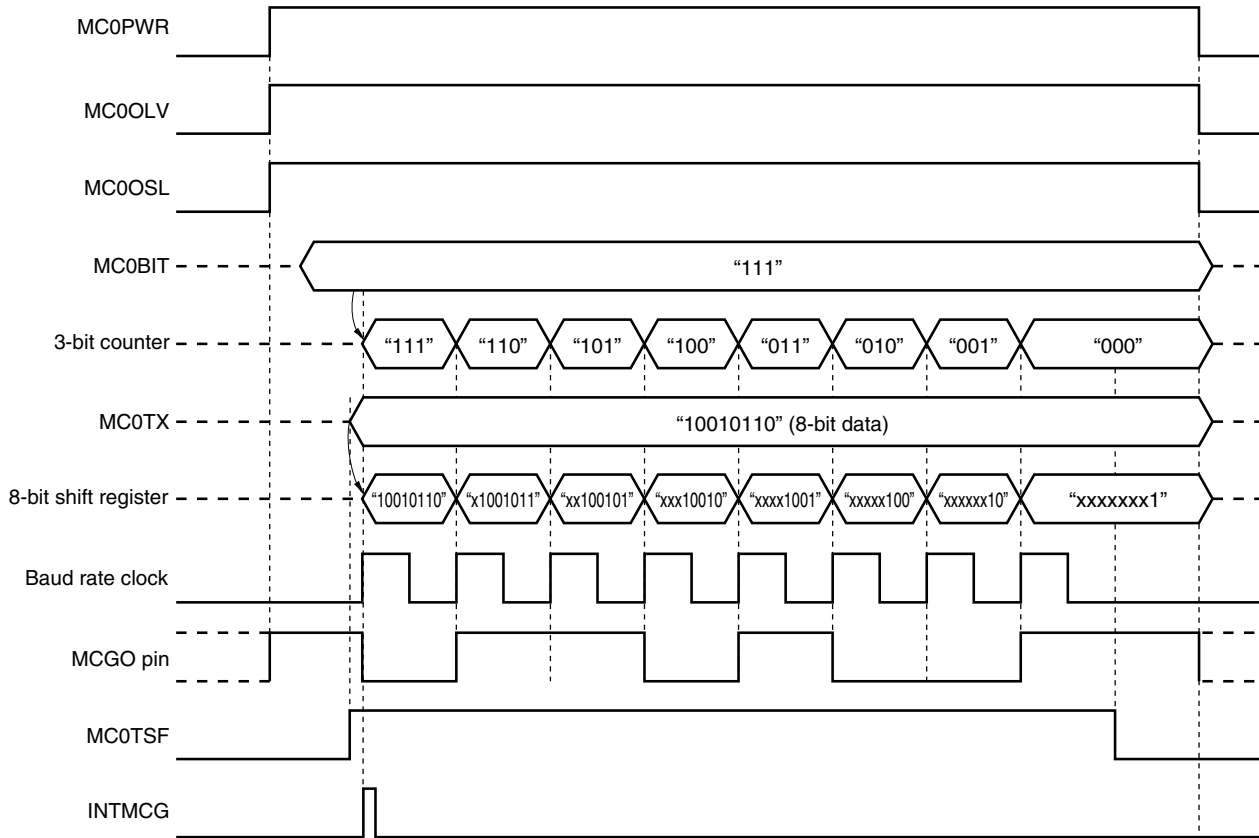 MC0PWR
MC0OLV
MC0OSL
MC0BIT “111”
3-bit counter “111” “110” “101” “100” “011” “010” “001” “000”
MC0TX “10010110” (8-bit data)
8-bit shift register “10010110” “x1001011” “xx100101” “xxx10010” “xxxx1001” “xxxxx100” “xxxxxx10” “xxxxxxx1”
Baud rate clock
MCGO pin
MC0TSF
INTMCG